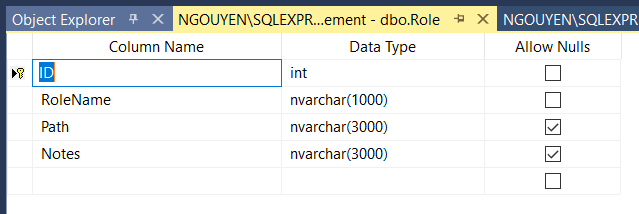 Object Explorer NGOUYEN\SQLEXPR...ement - dbo.Role NGOUYEN\SQLEXPR
Column Name Data Type Allow Nulls
ID int
RoleName nvarchar(1000)
Path nvarchar(3000)
Notes nvarchar(3000)